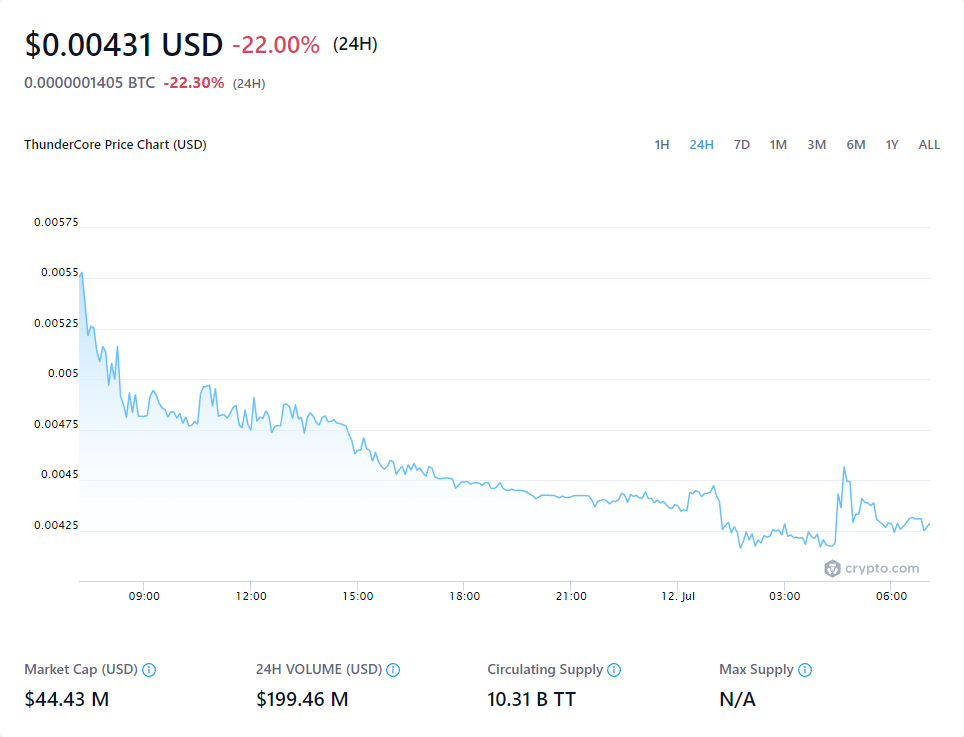 $0.00431 USD -22.00% (24H)
0.0000001405 BTC -22.30% (24H)
ThunderCore Price Chart (USD) 1H 24H 7D 1M 3M 6M 1Y ALL
0.00575
0.0055
0.00525
0.005
0.00475
0.0045
0.00425
crypto.com
09:00 12:00 15:00 18:00 21:00 12. Jul 03:00 06:00
Market Cap (USD) 24H VOLUME (USD) Circulating Supply Max Supply
$44.43 M $199.46 M 10.31 B TT N/A